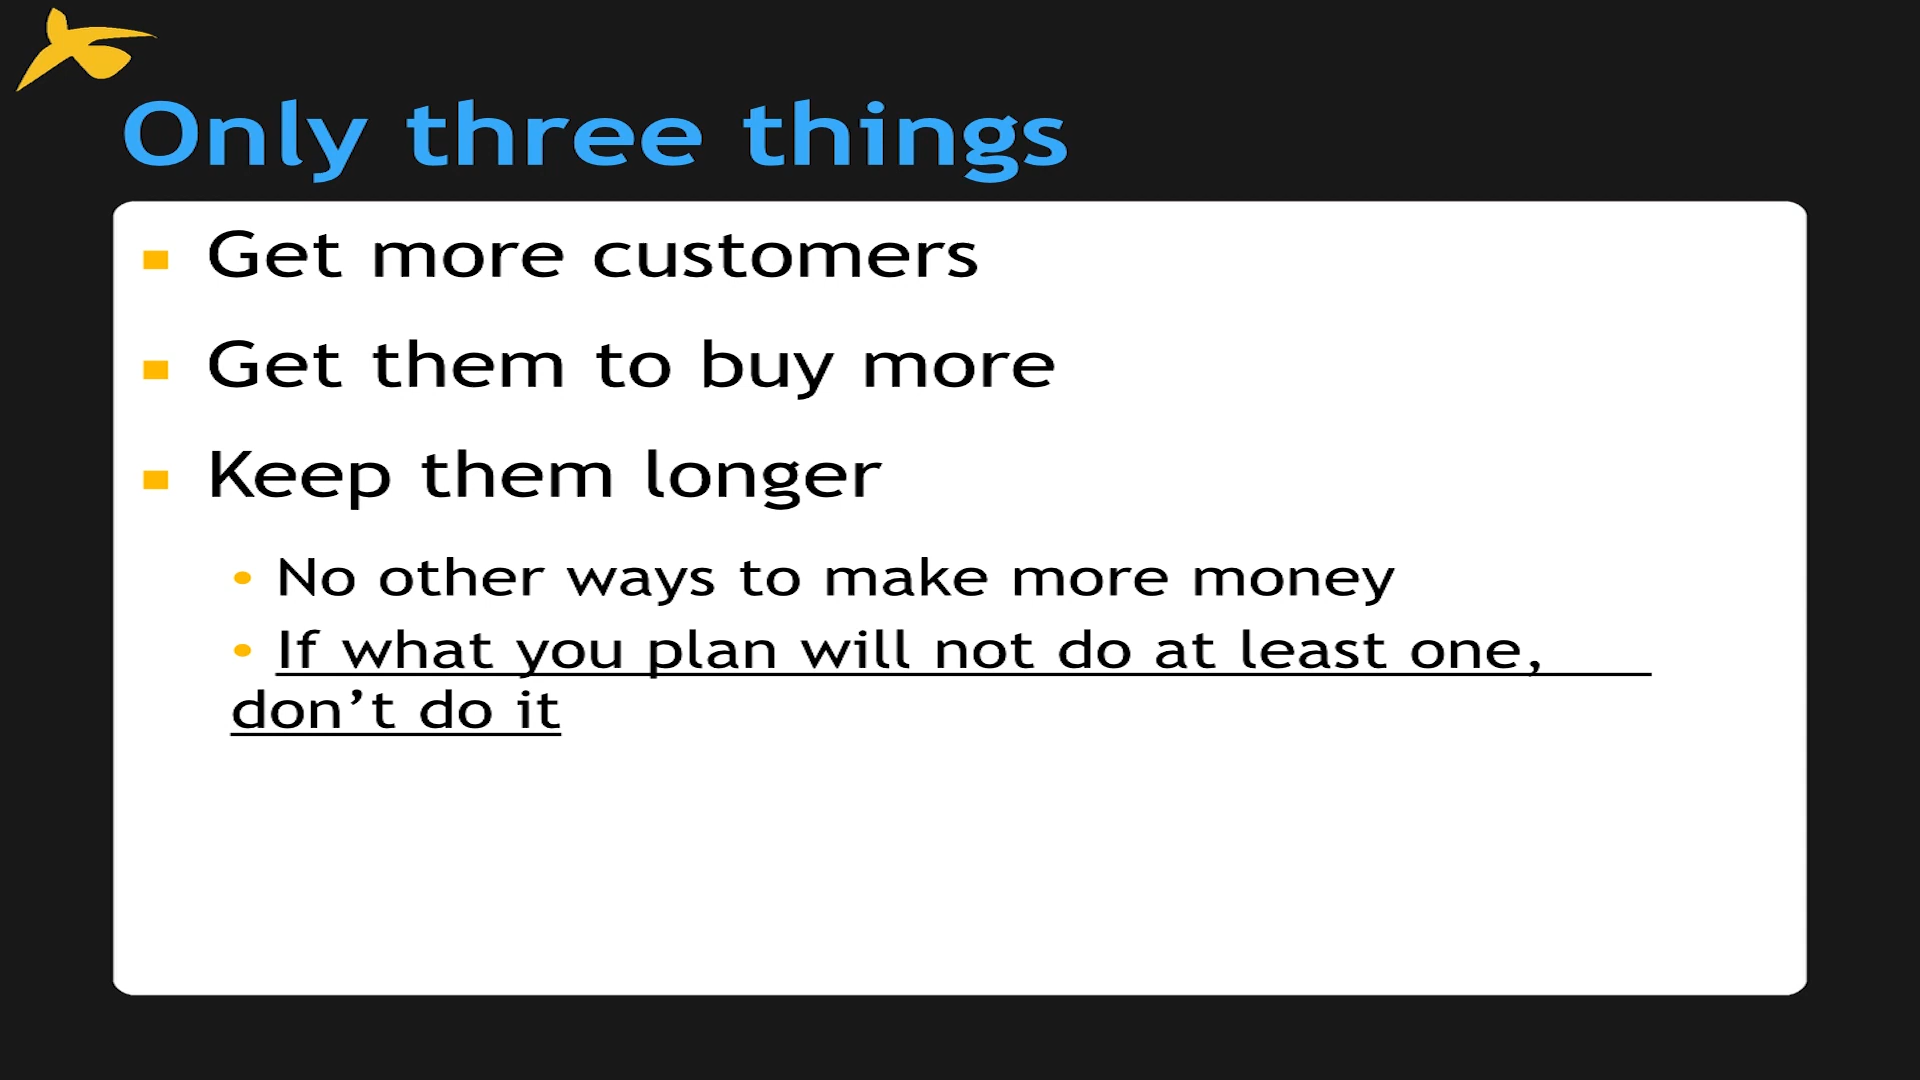 Only three things
Get more customers
Get them to buy more
Keep them longer
No other ways to make more money
If what you plan will not do at least one,
don’t do it